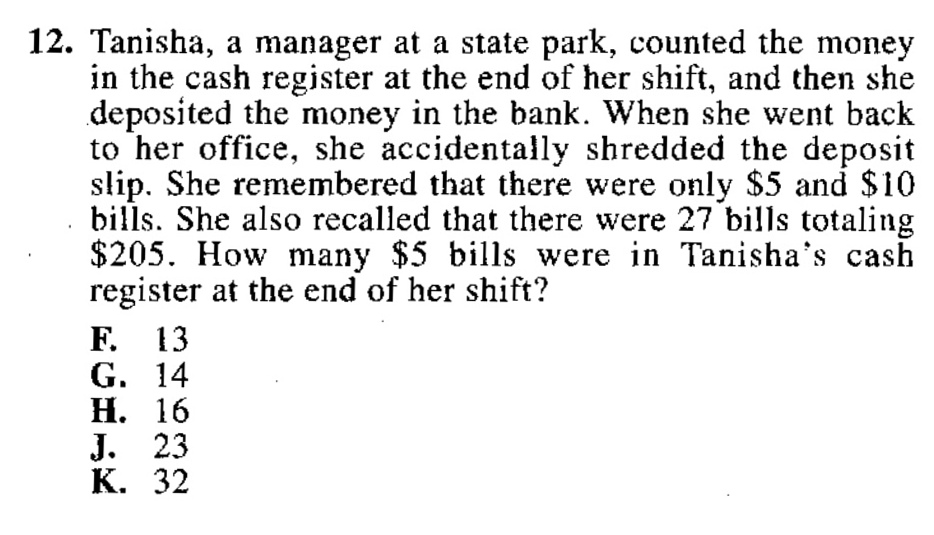 12. Tanisha, a manager at a state park, counted the money
in the cash register at the end of her shift, and then she
deposited the money in the bank. When she went back
to her office, she accidentally shredded the deposit
slip. She remembered that there were only $5 and $10
bills. She also recalled that there were 27 bills totaling
$205. How many $5 bills were in Tanisha's cash
register at the end of her shift?
F. 13
G. 14
H. 16
J. 23
K. 32